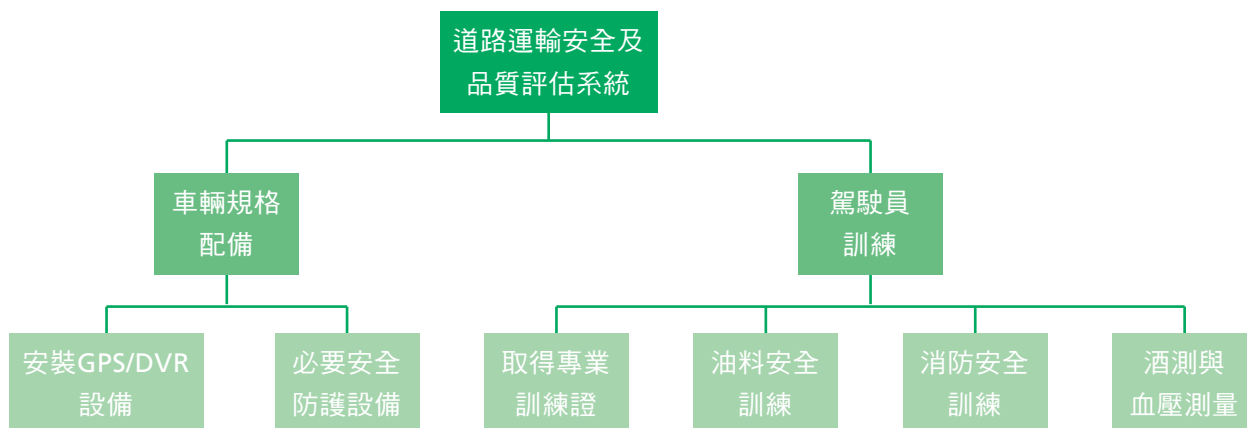 道路運輸安全及
品質評估系統
車輛規格
配備
駕駛員
訓練
安裝GPS/DVR
設備
必要安全
防護設備
取得專業
訓練證
油料安全
訓練
消防安全
訓練
酒測與
血壓測量